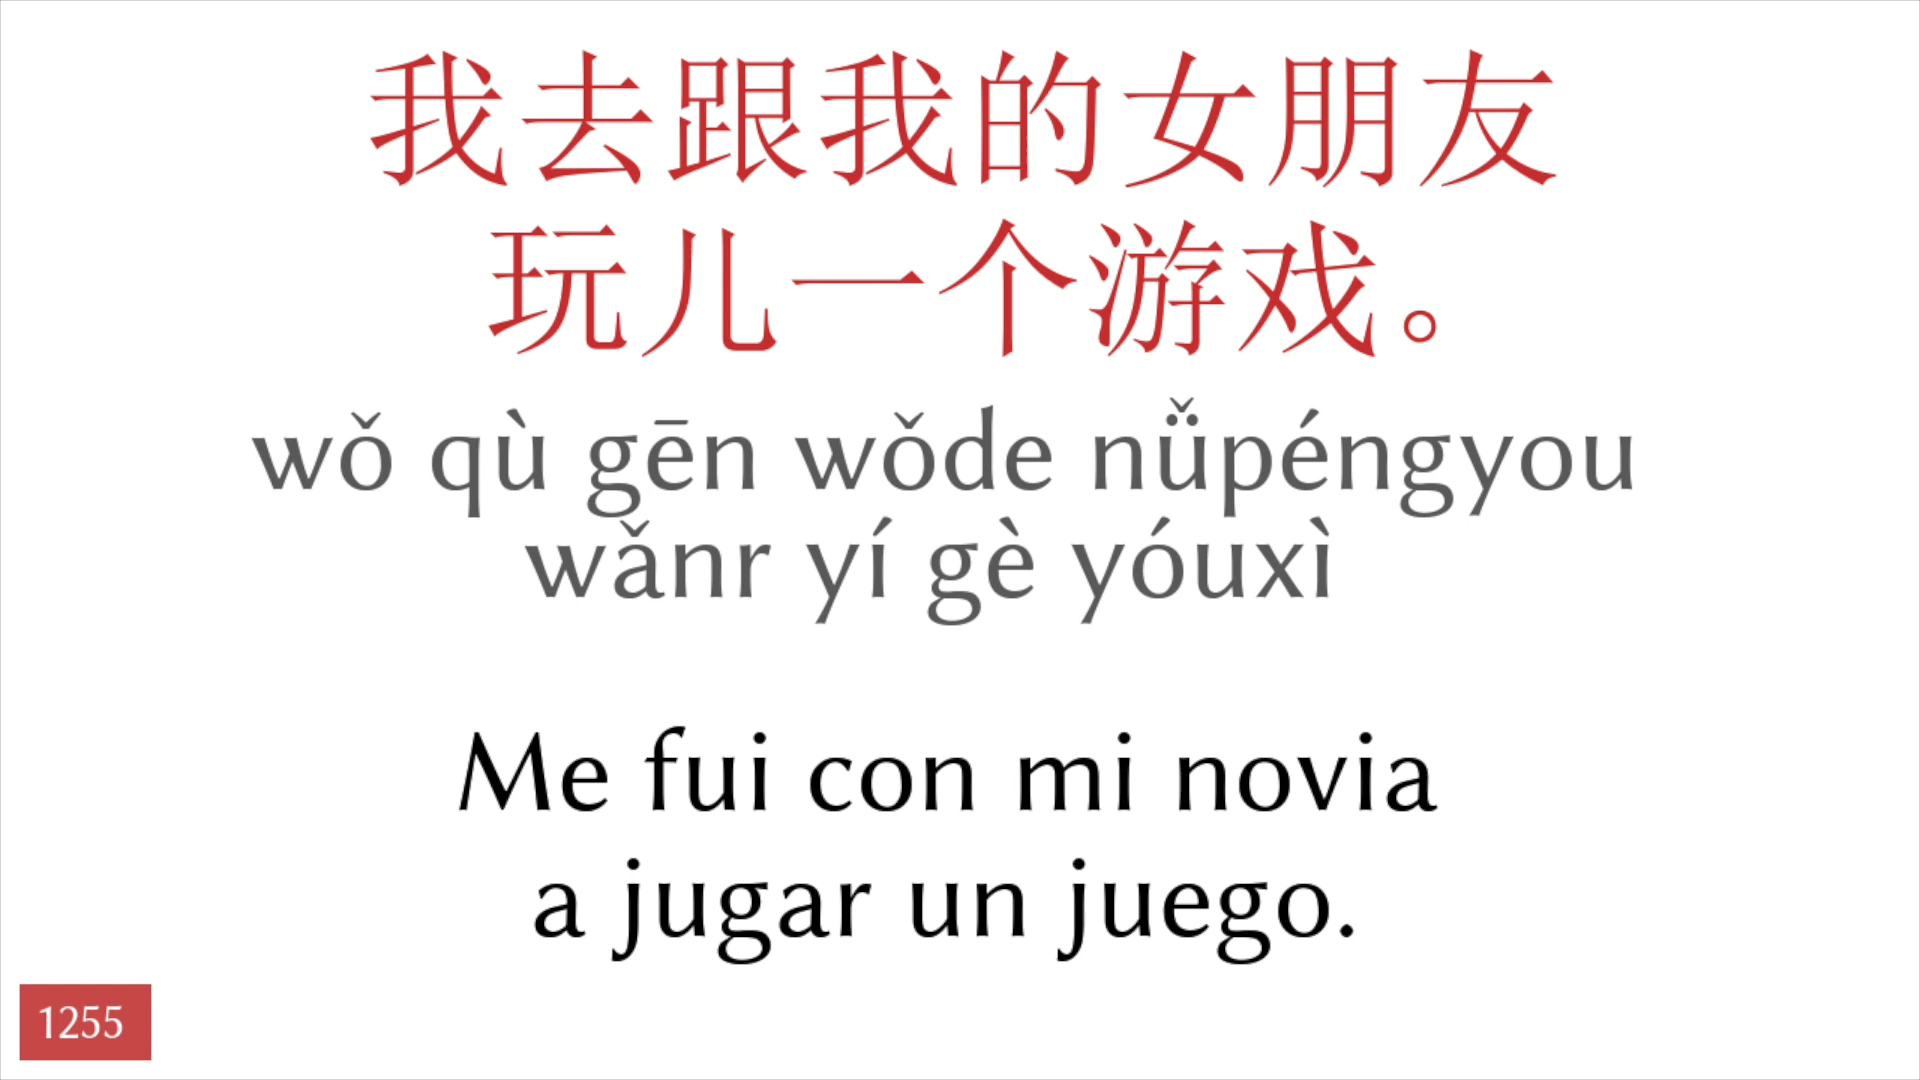 我去跟我的女朋友
玩儿一个游戏。
wǒ qù gēn wǒde nǚpéngyou
wǎnr yí gè yóuxì
Me fui con mi novia
a jugar un juego.
1255